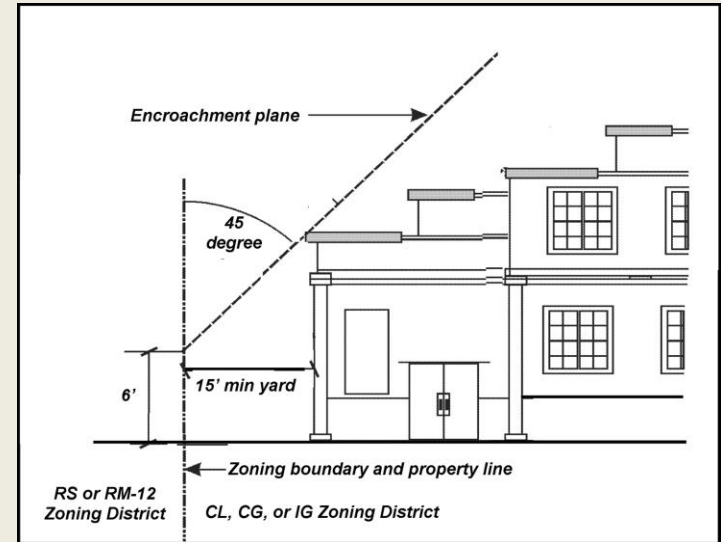 Encroachment plane
45
degree
6'
15' min yard
Zoning boundary and property line
RS or RM-12
Zoning District
CL, CG, or IG Zoning District